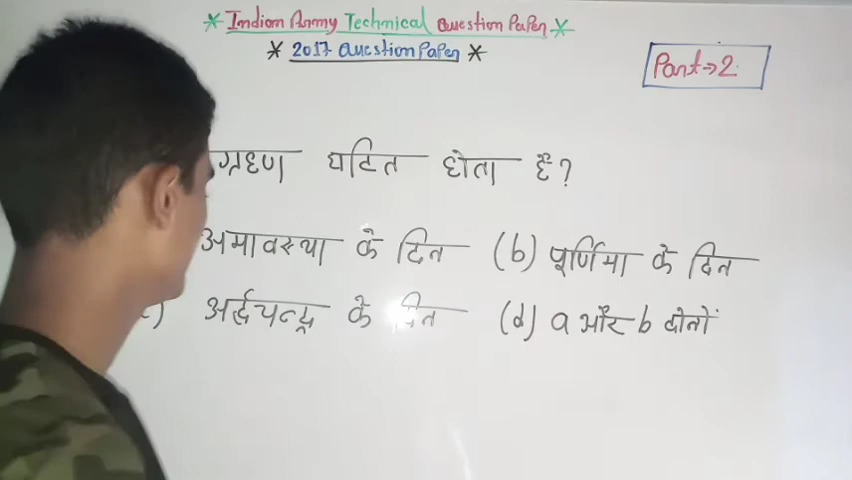 * Indian Army Technical Question Paper *
* 2017 Question Paper *
Part → 2
ग्रहण घटित होता है?
अमावस्था के दिन (b) पूर्णिमा के दिन
c) अर्द्धचन्द्र के दिन (d) a और b दोनों